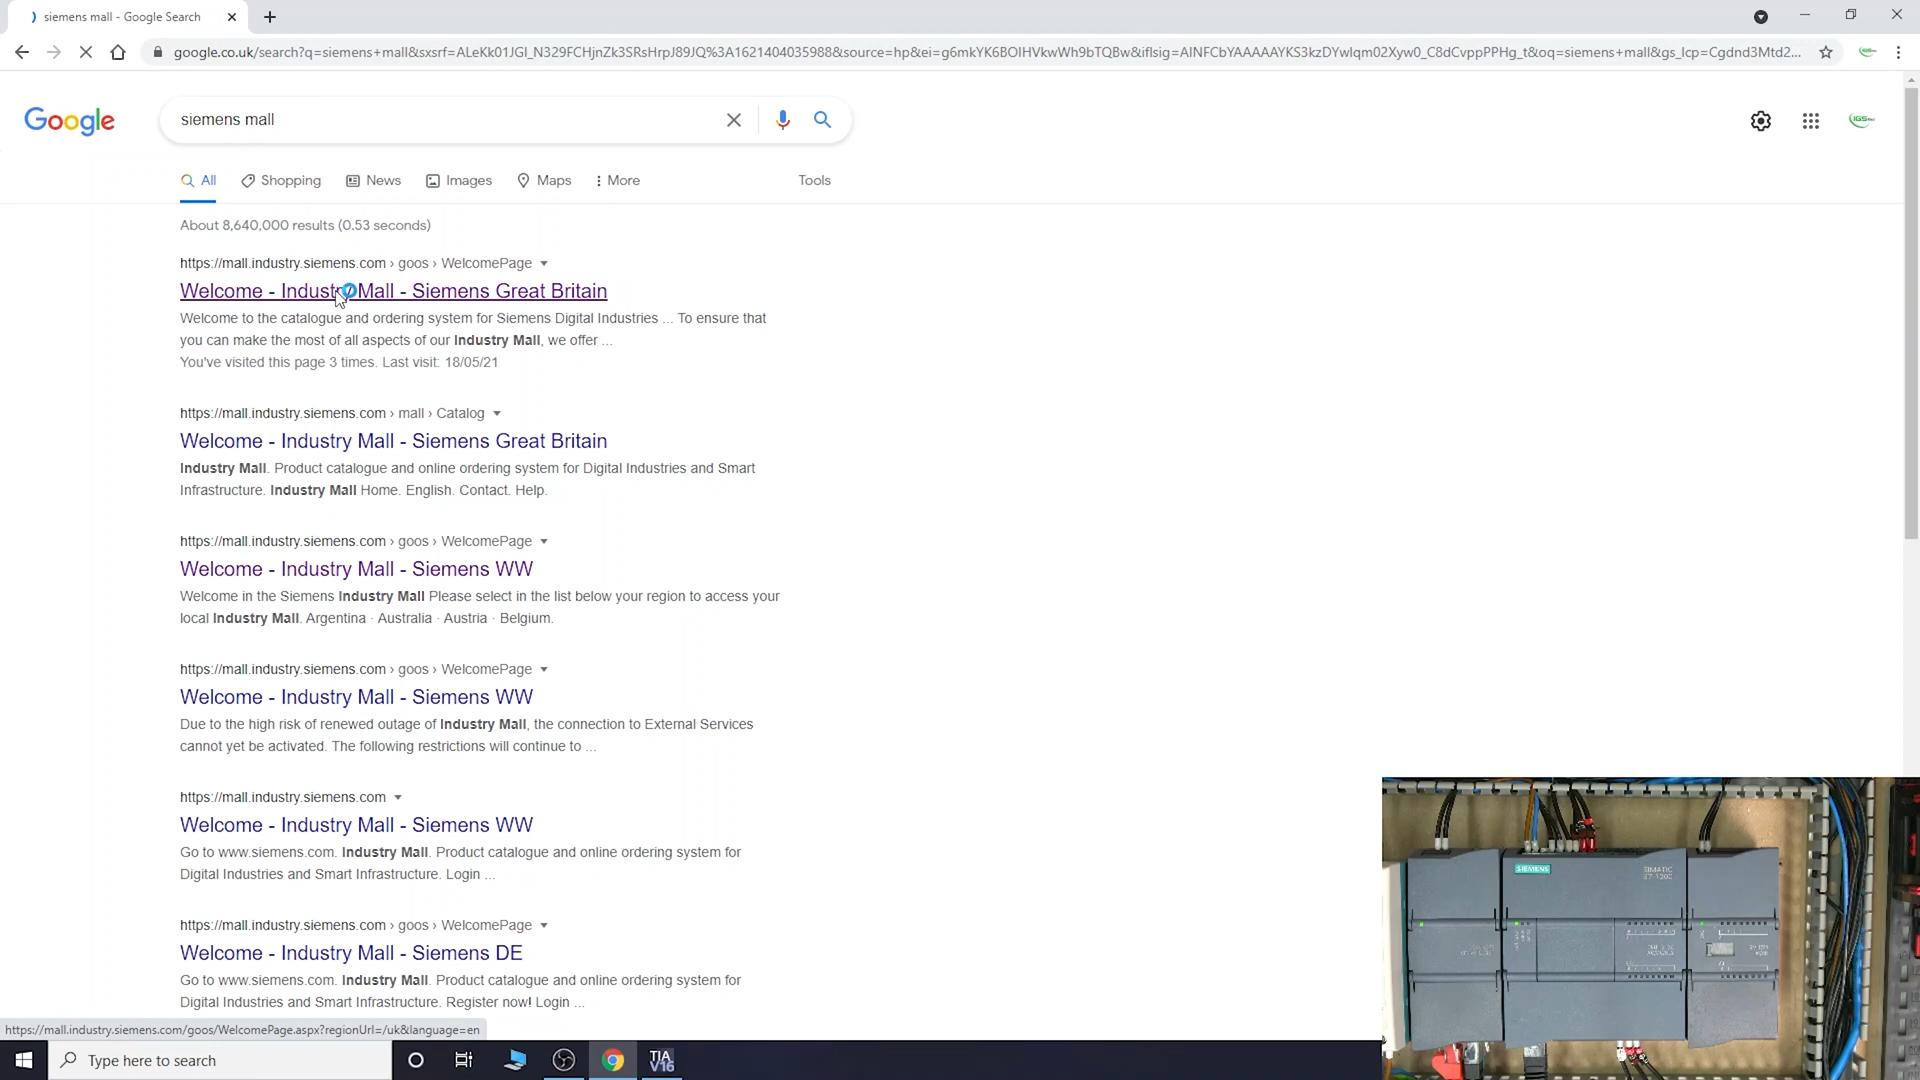 siemens mall - Google Search
google.co.uk/search?q=siemens+mall&sxsrf=ALeKk01JGI_N329FCHjnZk3SRsHrpJ89JQ%3A1621404035988&source=hp&ei=g6mkYK6BOIHVkwWh9bTQBw&iflsig=AINFCbYAAAAAYKS3kzDYwlqm02Xyw0_C8dCvppPPHg_t&oq=siemens+mall&gs_lcp=Cgdnd3Mtd2...
Google
siemens mall
IGS
All Shopping News Images Maps More Tools
About 8,640,000 results (0.53 seconds)
https://mall.industry.siemens.com › goos › WelcomePage
Welcome - Industry Mall - Siemens Great Britain
Welcome to the catalogue and ordering system for Siemens Digital Industries ... To ensure that
you can make the most of all aspects of our Industry Mall, we offer ...
You've visited this page 3 times. Last visit: 18/05/21
https://mall.industry.siemens.com › mall › Catalog
Welcome - Industry Mall - Siemens Great Britain
Industry Mall. Product catalogue and online ordering system for Digital Industries and Smart
Infrastructure. Industry Mall Home. English. Contact. Help.
https://mall.industry.siemens.com › goos › WelcomePage
Welcome - Industry Mall - Siemens WW
Welcome in the Siemens Industry Mall Please select in the list below your region to access your
local Industry Mall. Argentina · Australia · Austria · Belgium.
https://mall.industry.siemens.com › goos › WelcomePage
Welcome - Industry Mall - Siemens WW
Due to the high risk of renewed outage of Industry Mall, the connection to External Services
cannot yet be activated. The following restrictions will continue to ...
https://mall.industry.siemens.com
Welcome - Industry Mall - Siemens WW
Go to www.siemens.com. Industry Mall. Product catalogue and online ordering system for
Digital Industries and Smart Infrastructure. Login ...
https://mall.industry.siemens.com › goos › WelcomePage
Welcome - Industry Mall - Siemens DE
Go to www.siemens.com. Industry Mall. Product catalogue and online ordering system for
Digital Industries and Smart Infrastructure. Register now! Login ...
https://mall.industry.siemens.com/goos/WelcomePage.aspx?regionUrl=/uk&language=en
SIEMENS
SIMATIC
S7-1200
Type here to search
TIA
V16